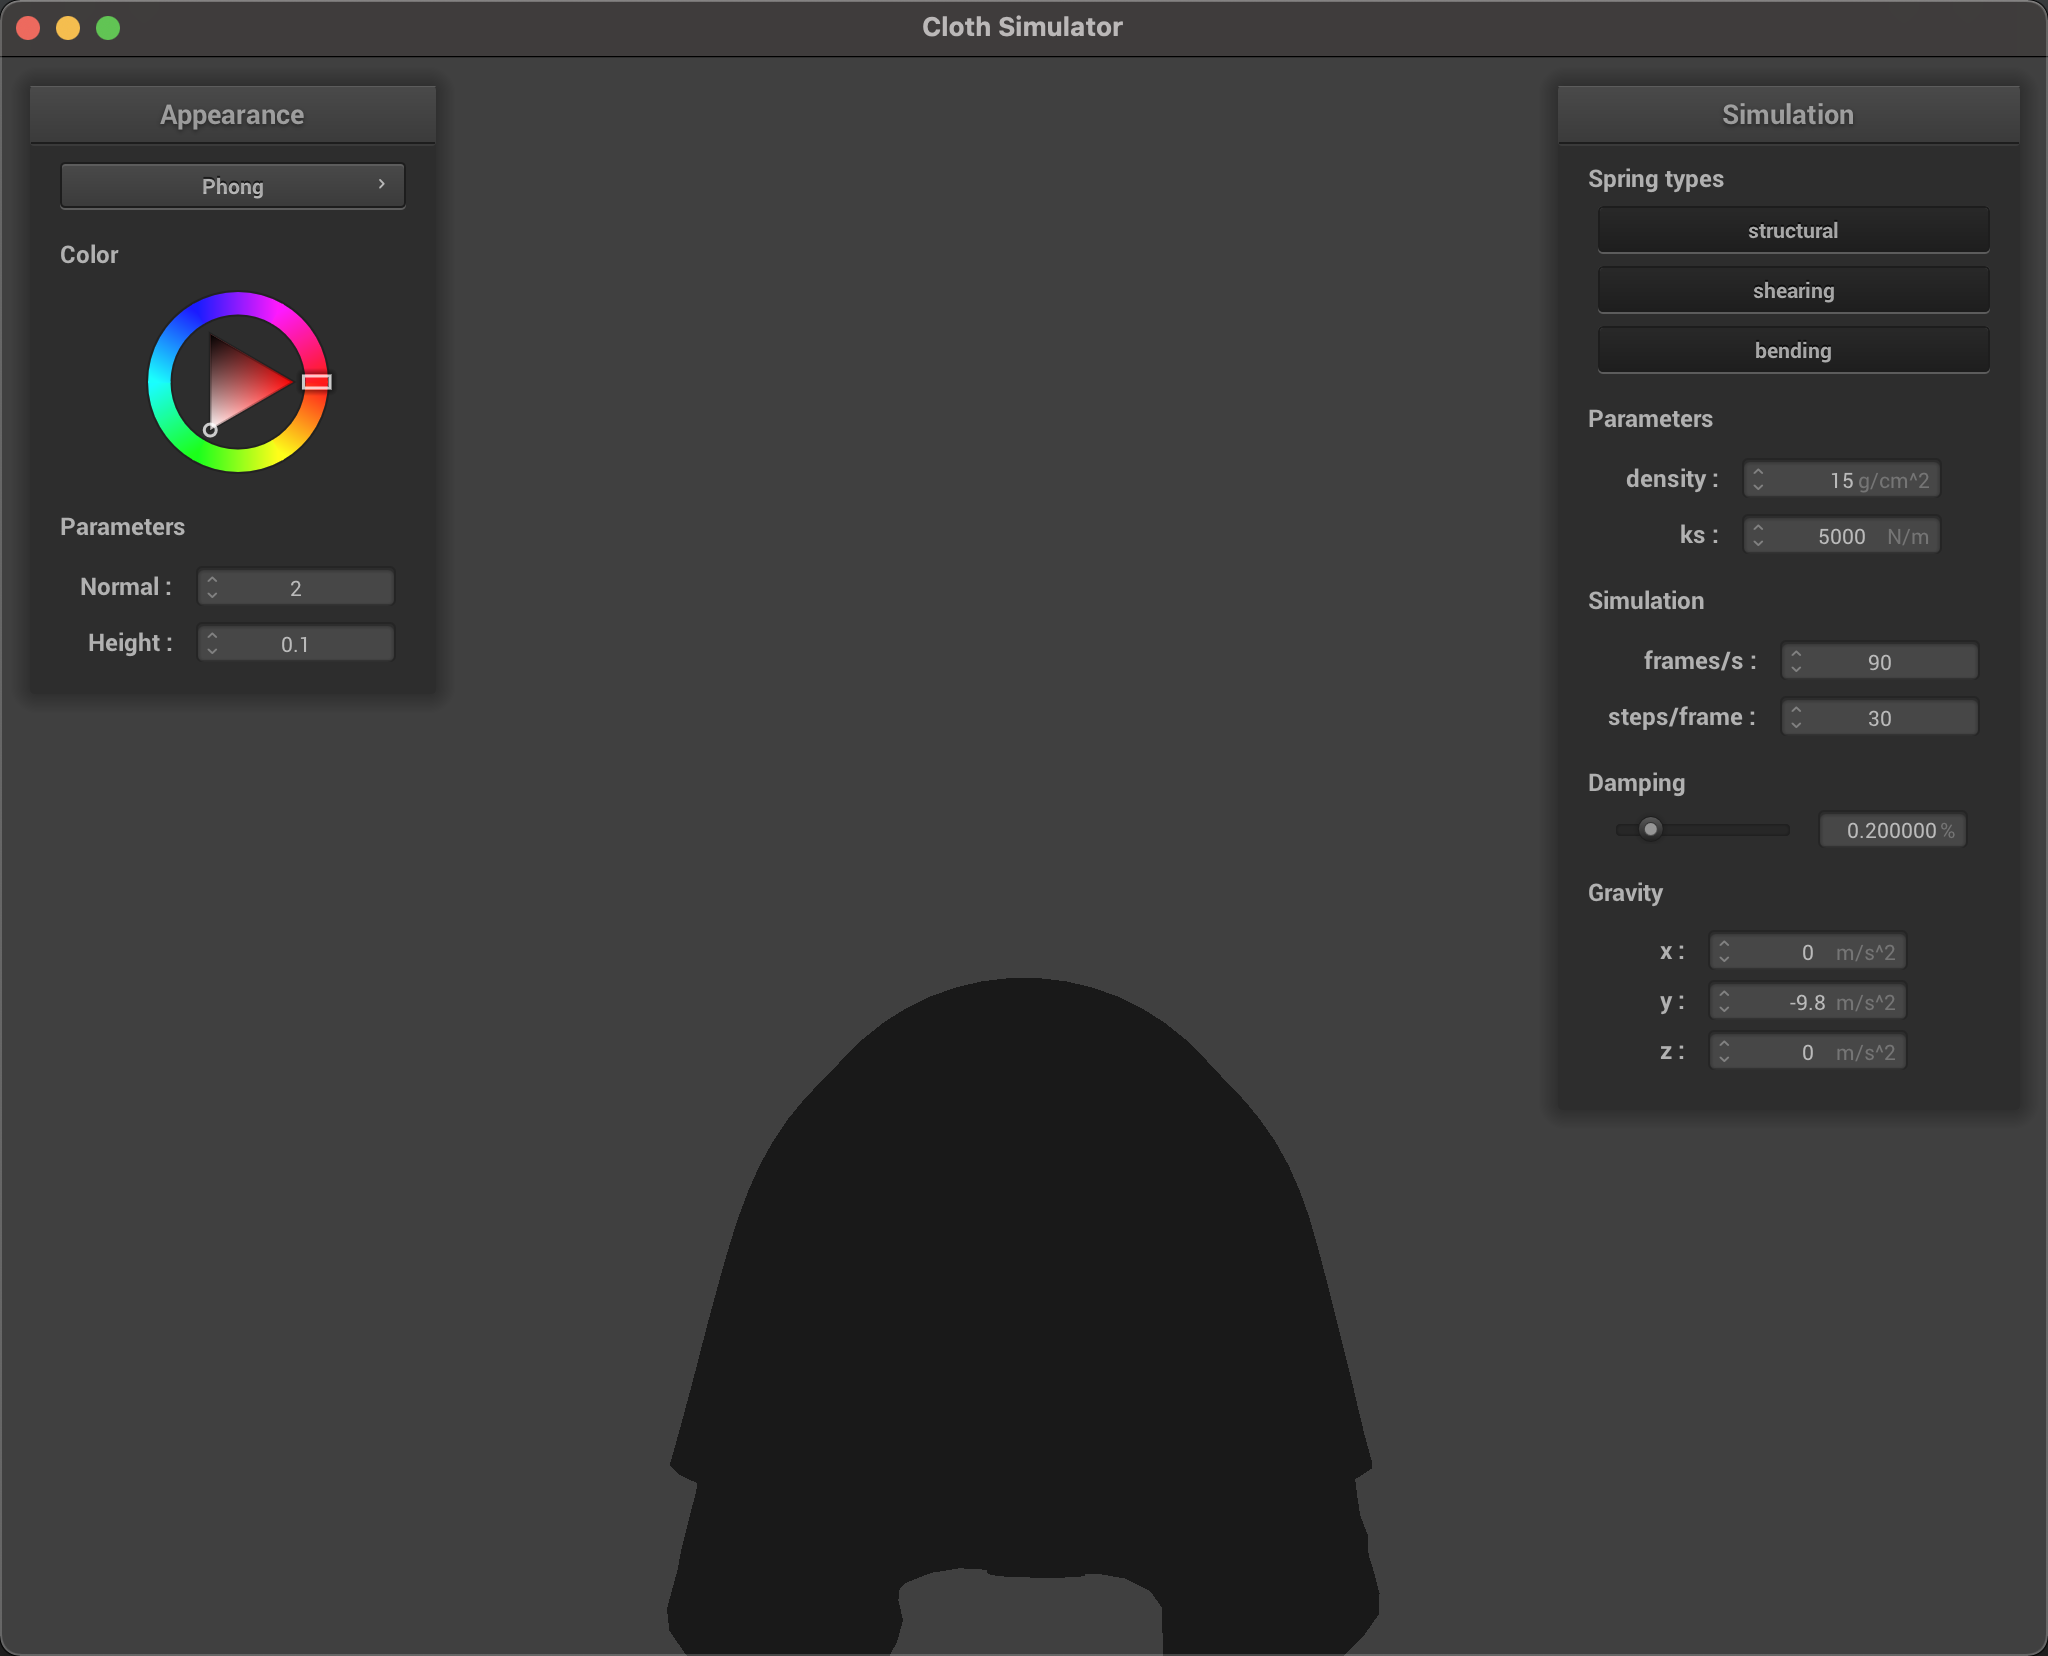 Cloth Simulator
Appearance
Phong
Color
Parameters
Normal : 2
Height : 0.1
Simulation
Spring types
structural
shearing
bending
Parameters
density : 15 g/cm^2
ks : 5000 N/m
Simulation
frames/s : 90
steps/frame : 30
Damping
0.200000 %
Gravity
x : 0 m/s^2
y : -9.8 m/s^2
z : 0 m/s^2